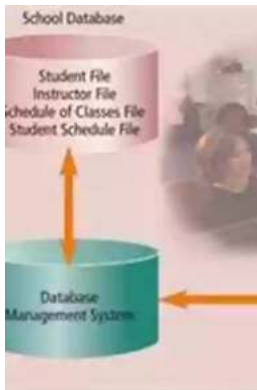 School Database
Student File
Instructor File
Schedule of Classes File
Student Schedule File
Database
Management System